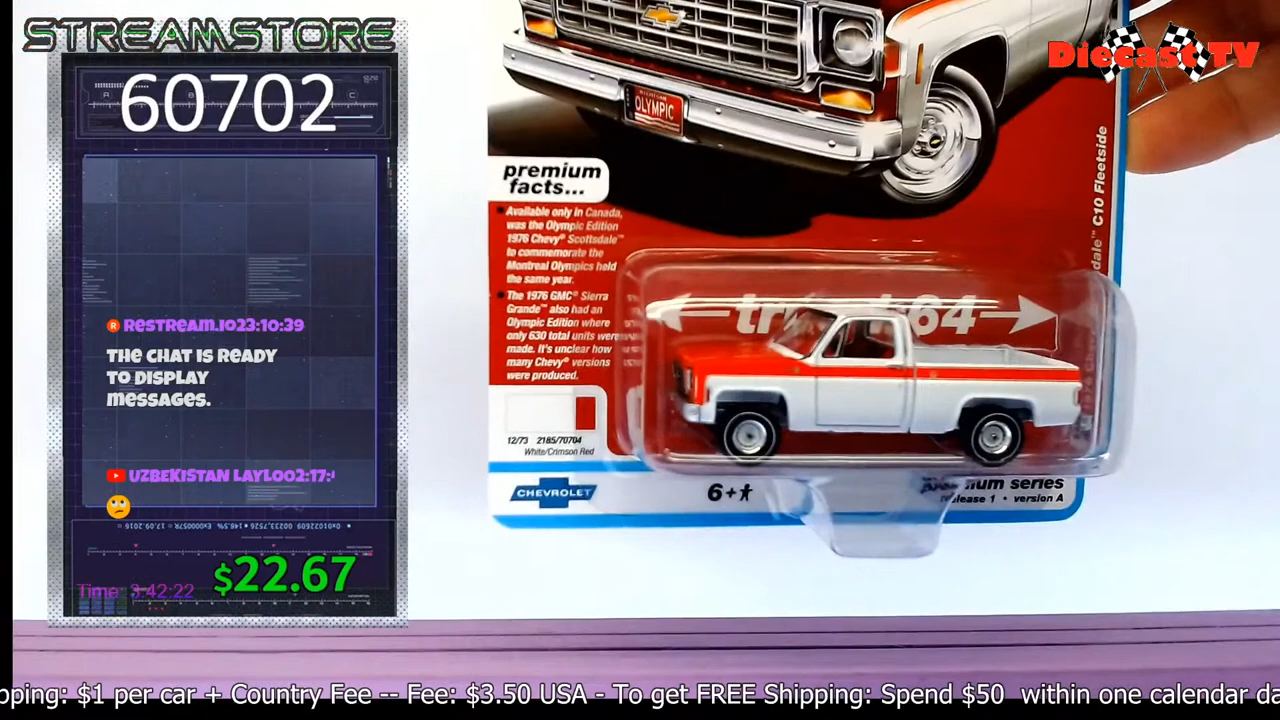 STREAMSTORE
60702
Restream.io23:10:39
The chat is ready
to display
messages.
UZBEKISTAN LAYLO02:17:
$22.67
Time: 3:42:22
Diecast TV
OLYMPIC
premium
facts...
• Available only in Canada,
was the Olympic Edition
1976 Chevy® Scottsdale™
to commemorate the
Montreal Olympics held
the same year.
• The 1976 GMC® Sierra
Grande™ also had an
Olympic Edition where
only 630 total units were
made. It's unclear how
many Chevy® versions
were produced.
12/73 2185/70704
White/Crimson Red
CHEVROLET
6+
64
dale™ C10 Fleetside
series
release 1 • version A
pping: $1 per car + Country Fee -- Fee: $3.50 USA - To get FREE Shipping: Spend $50 within one calendar da